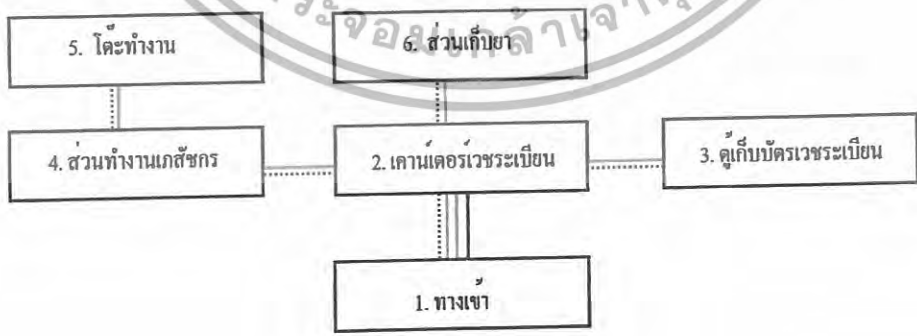 5. โต๊ะทำงาน
6. ส่วนเก็บยา
4. ส่วนทำงานเภสัชกร
2. เคาน์เตอร์เวชระเบียน
3. ตู้เก็บบัตรเวชระเบียน
1. ทางเข้า